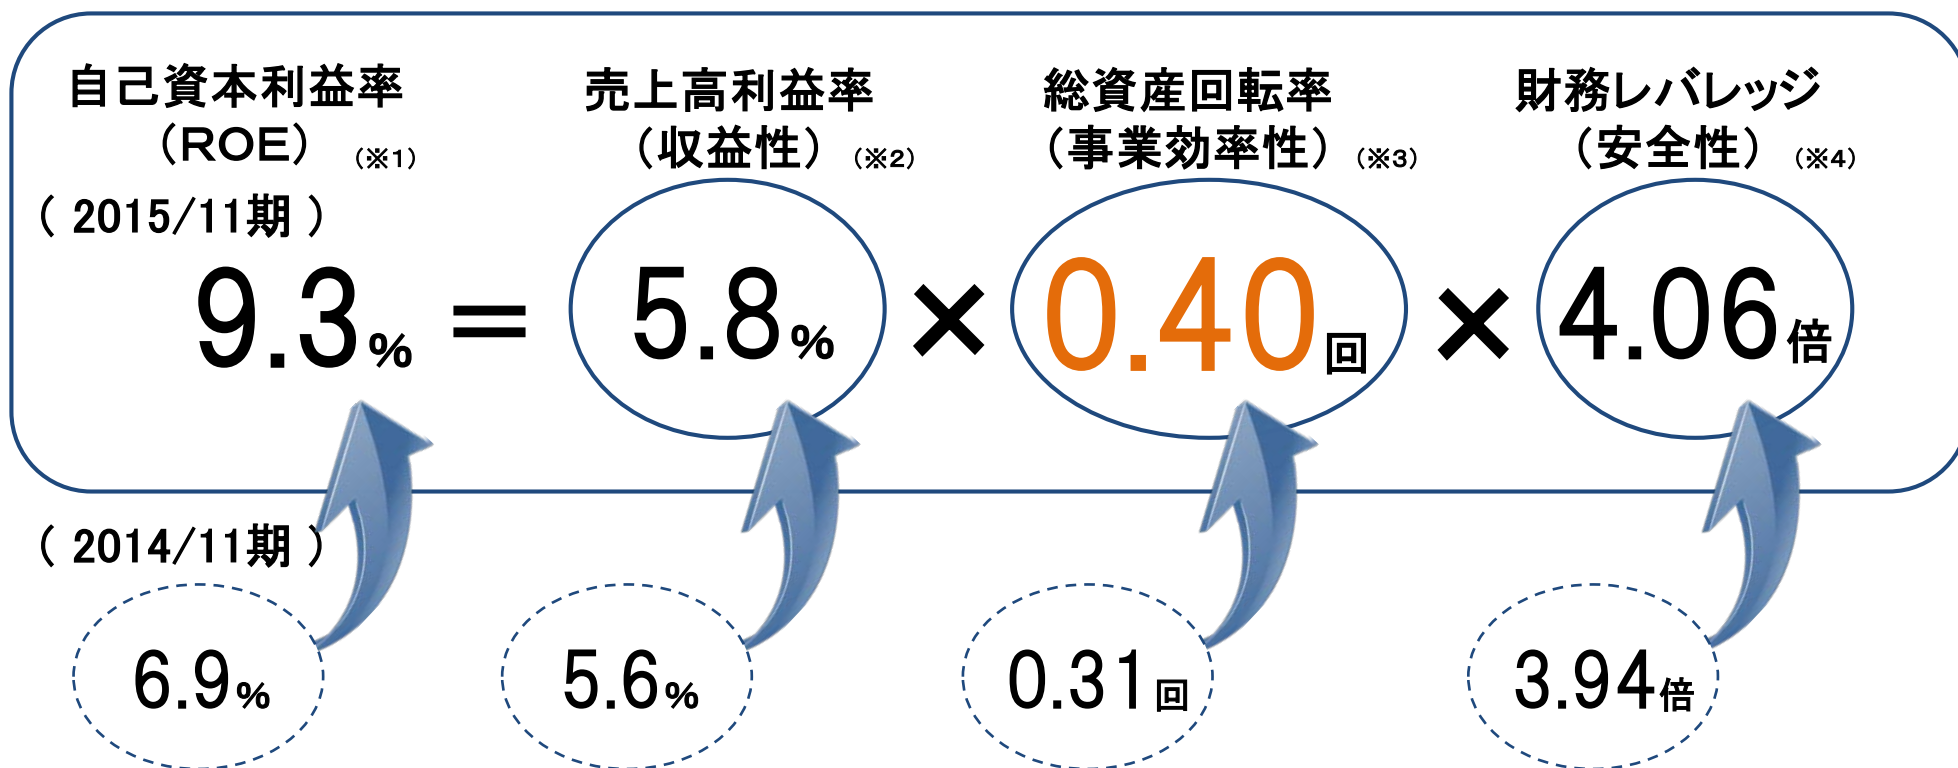 自己資本利益率
（ROE）（※1）
売上高利益率
（収益性）（※2）
総資産回転率
（事業効率性）（※3）
財務レバレッジ
（安全性）（※4）
（ 2015/11期 ）
9.3% ＝ 5.8% × 0.40回 × 4.06倍
（ 2014/11期 ）
6.9% 5.6% 0.31回 3.94倍